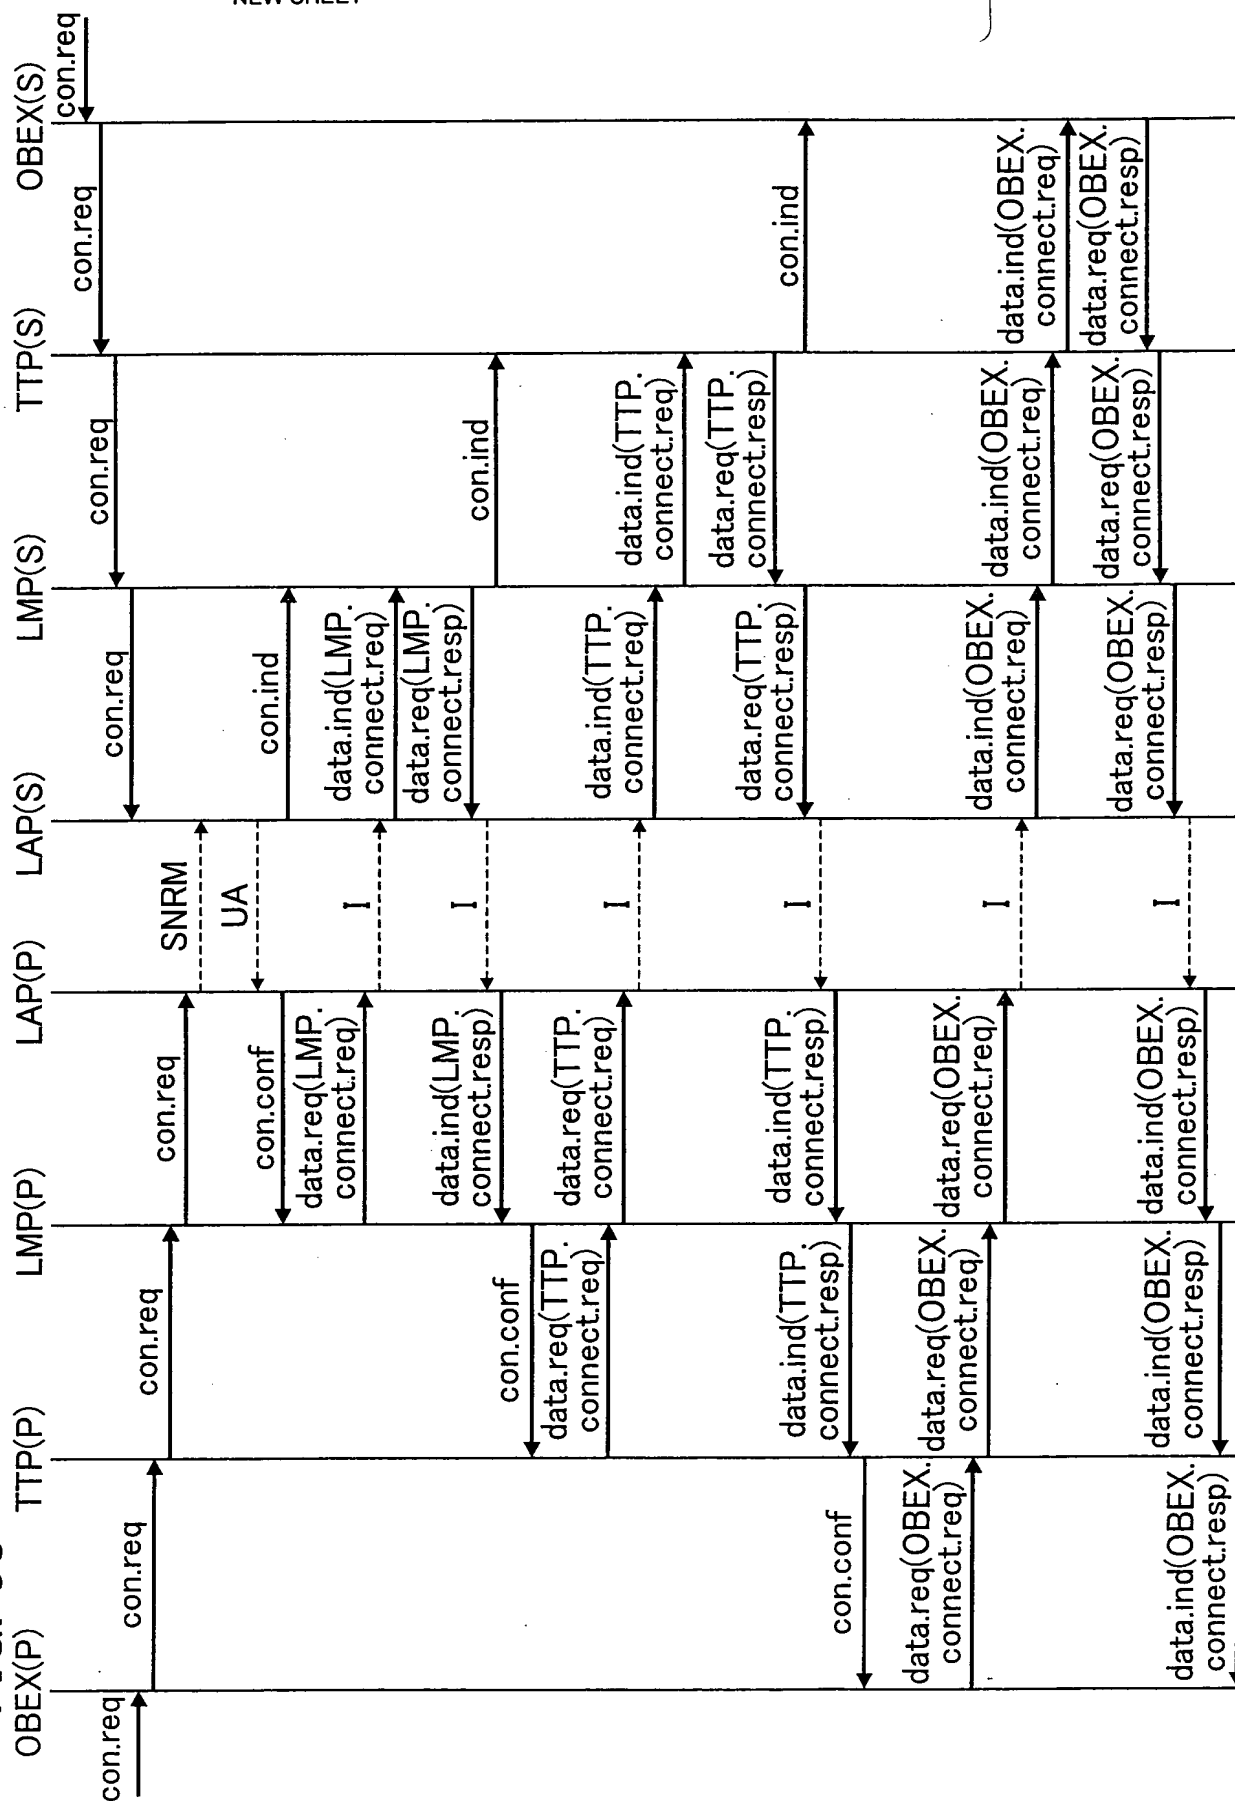 NEW SHEET
OBEX(P)
TTP(P)
LMP(P)
LAP(P)
LAP(S)
LMP(S)
TTP(S)
OBEX(S)
con.req
con.req
con.req
con.req
con.req
con.req
con.req
con.req
SNRM
UA
con.conf
con.ind
data.req(LMP.
connect.req)
I
data.ind(LMP.
connect.req)
data.req(LMP.
connect.resp)
I
data.ind(LMP.
connect.resp)
con.ind
con.conf
data.req(TTP.
connect.req)
data.req(TTP.
connect.req)
I
data.ind(TTP.
connect.req)
data.ind(TTP.
connect.req)
data.req(TTP.
connect.resp)
data.req(TTP.
connect.resp)
con.ind
I
data.ind(TTP.
connect.resp)
data.ind(TTP.
connect.resp)
con.conf
data.req(OBEX.
connect.req)
data.req(OBEX.
connect.req)
data.req(OBEX.
connect.req)
I
data.ind(OBEX.
connect.req)
data.ind(OBEX.
connect.req)
data.ind(OBEX.
connect.req)
data.req(OBEX.
connect.resp)
data.req(OBEX.
connect.resp)
data.req(OBEX.
connect.resp)
I
data.ind(OBEX.
connect.resp)
data.ind(OBEX.
connect.resp)
data.ind(OBEX.
connect.resp)